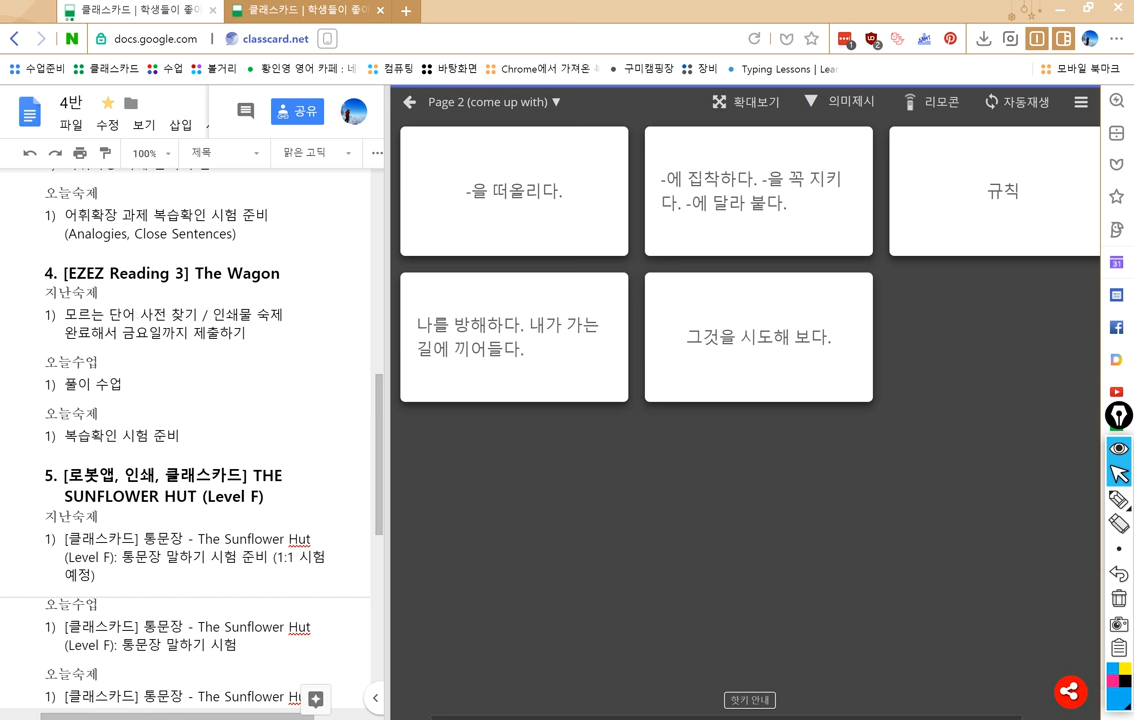 클래스카드 | 학생들이 좋아
클래스카드 | 학생들이 좋아
docs.google.com | classcard.net
1
2
수업준비 클래스카드 수업 볼거리 황인영 영어 카페 : 네 컴퓨팅 바탕화면 Chrome에서 가져온 구미캠핑장 장비 Typing Lessons | Lear 모바일 북마크
4반
파일 수정 보기 삽입
공유
100% 제목 맑은 고딕
오늘숙제
1) 어휘확장 과제 복습확인 시험 준비
(Analogies, Close Sentences)
4. [EZEZ Reading 3] The Wagon
지난숙제
1) 모르는 단어 사전 찾기 / 인쇄물 숙제
완료해서 금요일까지 제출하기
오늘수업
1) 풀이 수업
오늘숙제
1) 복습확인 시험 준비
5. [로봇앱, 인쇄, 클래스카드] THE
SUNFLOWER HUT (Level F)
지난숙제
1) [클래스카드] 통문장 - The Sunflower Hut
(Level F): 통문장 말하기 시험 준비 (1:1 시험
예정)
오늘수업
1) [클래스카드] 통문장 - The Sunflower Hut
(Level F): 통문장 말하기 시험
오늘숙제
1) [클래스카드] 통문장 - The Sunflower
Page 2 (come up with) ▼
확대보기
의미제시
리모콘
자동재생
-을 떠올리다.
-에 집착하다. -을 꼭 지키
다. -에 달라 붙다.
규칙
나를 방해하다. 내가 가는
길에 끼어들다.
그것을 시도해 보다.
핫키 안내
31